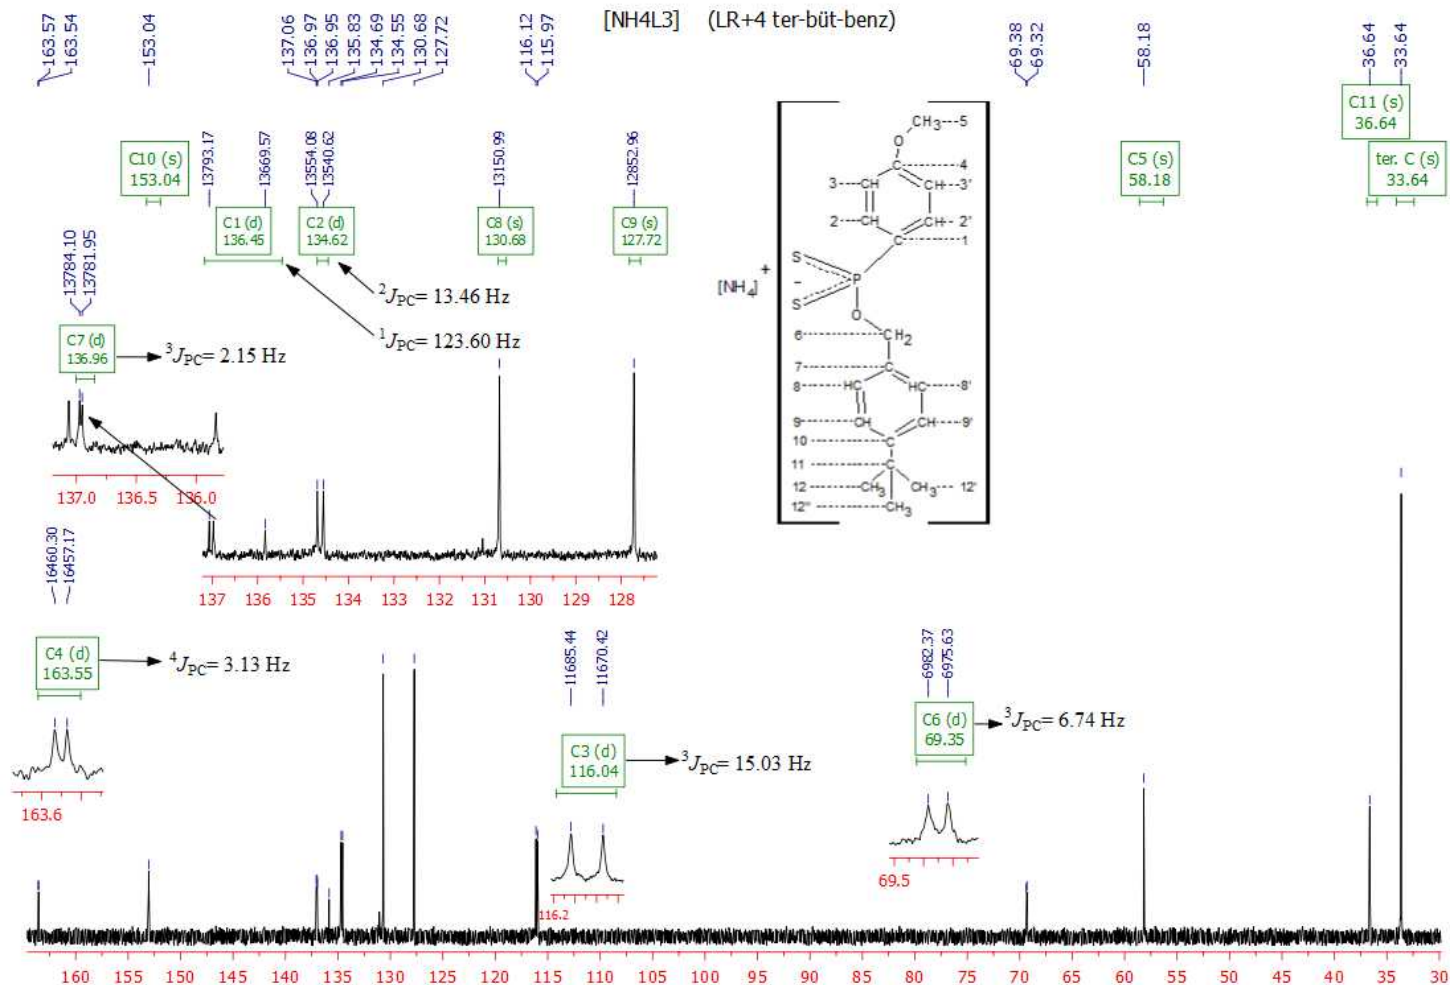 [NH4L3] (LR+4 ter-büt-benz)
163.57
163.54
153.04
137.06
136.97
136.95
135.83
134.69
134.55
130.68
127.72
116.12
115.97
69.38
69.32
58.18
36.64
33.64
C10 (s)
153.04
13793.17
13669.57
13554.08
13540.62
13150.99
12852.96
C1 (d)
136.45
C2 (d)
134.62
C8 (s)
130.68
C9 (s)
127.72
C5 (s)
58.18
C11 (s)
36.64
ter. C (s)
33.64
13784.10
13781.95
C7 (d)
136.96
³JPC= 2.15 Hz
²JPC= 13.46 Hz
¹JPC= 123.60 Hz
137.0 136.5 136.0
137 136 135 134 133 132 131 130 129 128
[NH4] +
CH3 5
O
C 4
3 CH CH 3'
2 CH CH 2'
C 1
S
P
-
S
O
6 CH2
7 C
8 HC HC 8'
9 CH CH 9'
10 C
11 C
12 CH3 CH3 12'
12'' CH3
16460.30
16457.17
C4 (d)
163.55
⁴JPC= 3.13 Hz
163.6
11685.44
11670.42
C3 (d)
116.04
³JPC= 15.03 Hz
116.2
6982.37
6975.63
C6 (d)
69.35
³JPC= 6.74 Hz
69.5
160 155 150 145 140 135 130 125 120 115 110 105 100 95 90 85 80 75 70 65 60 55 50 45 40 35 30